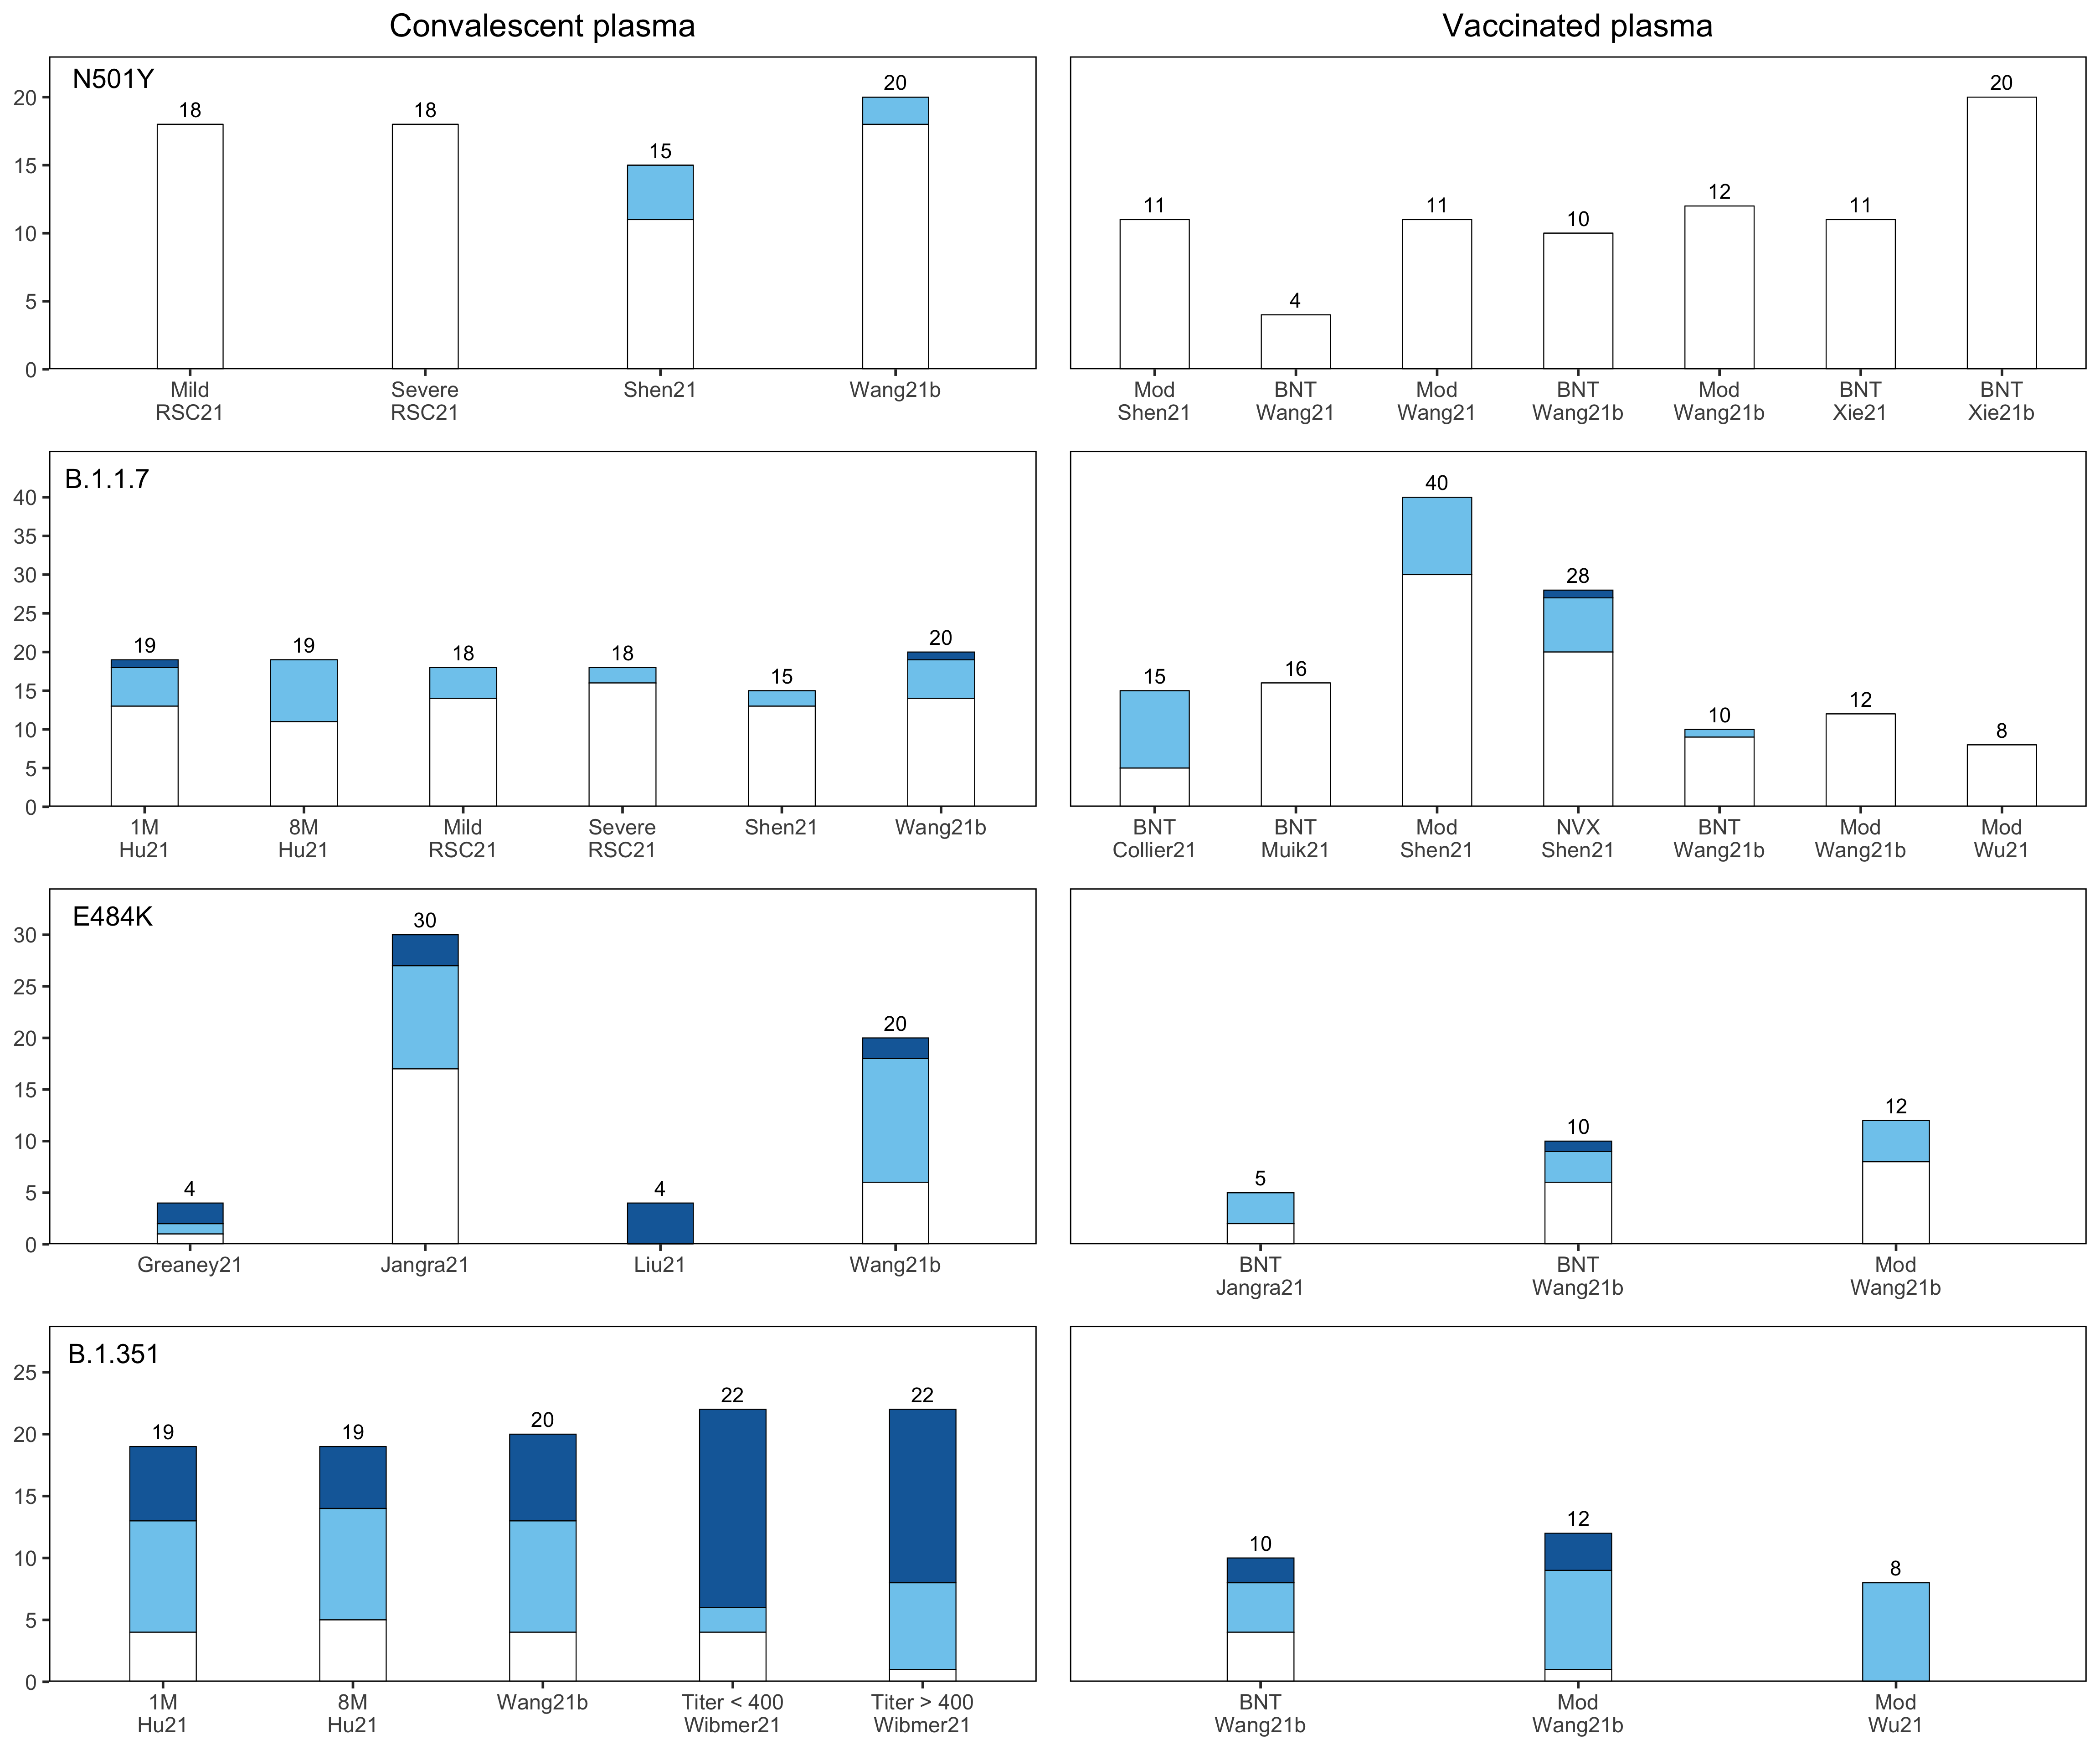 Convalescent plasma
Vaccinated plasma
N501Y
20
15
10
5
0
18
18
15
20
Mild
RSC21
Severe
RSC21
Shen21
Wang21b
11
4
11
10
12
11
20
Mod
Shen21
BNT
Wang21
Mod
Wang21
BNT
Wang21b
Mod
Wang21b
BNT
Xie21
BNT
Xie21b
B.1.1.7
40
35
30
25
20
15
10
5
0
19
19
18
18
15
20
1M
Hu21
8M
Hu21
Mild
RSC21
Severe
RSC21
Shen21
Wang21b
15
16
40
28
10
12
8
BNT
Collier21
BNT
Muik21
Mod
Shen21
NVX
Shen21
BNT
Wang21b
Mod
Wang21b
Mod
Wu21
E484K
30
25
20
15
10
5
0
4
30
4
20
Greaney21
Jangra21
Liu21
Wang21b
5
10
12
BNT
Jangra21
BNT
Wang21b
Mod
Wang21b
B.1.351
25
20
15
10
5
0
19
19
20
22
22
1M
Hu21
8M
Hu21
Wang21b
Titer < 400
Wibmer21
Titer > 400
Wibmer21
10
12
8
BNT
Wang21b
Mod
Wang21b
Mod
Wu21